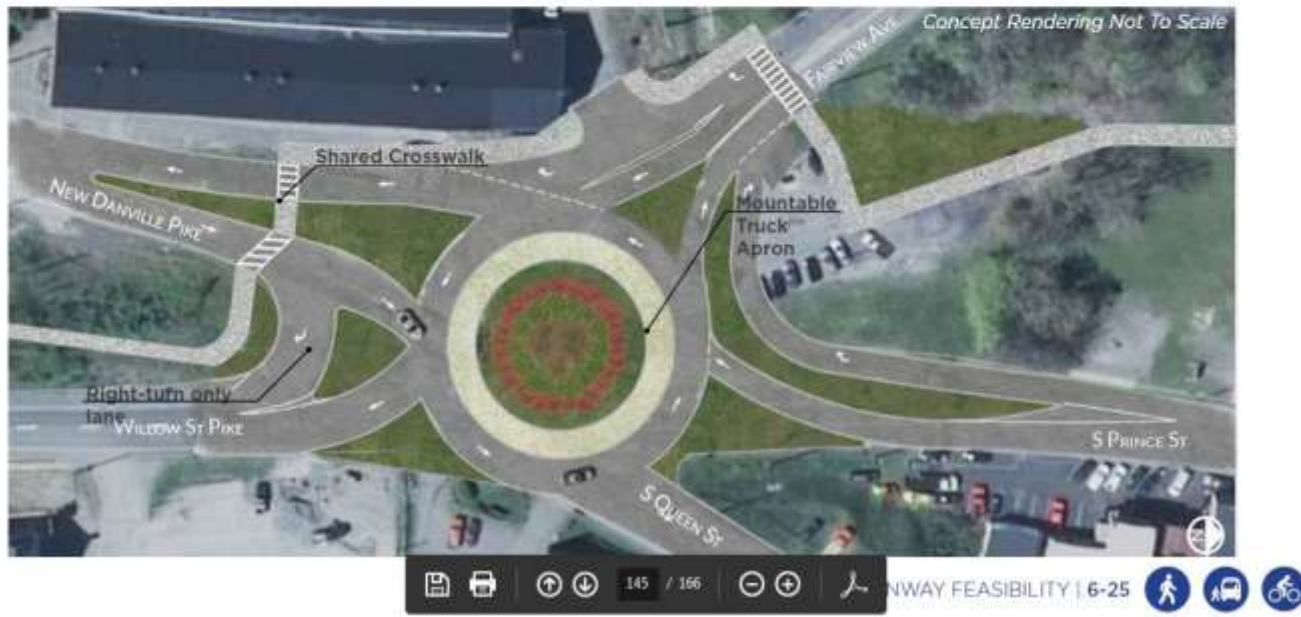 Concept Rendering Not To Scale
FAIRVIEW AVE
Shared Crosswalk
NEW DANVILLE PIKE
Mountable
Truck
Apron
Right-turn only
lane
WILLOW ST PIKE
S PRINCE ST
S QUEEN ST
145 / 166
NWAY FEASIBILITY | 6-25